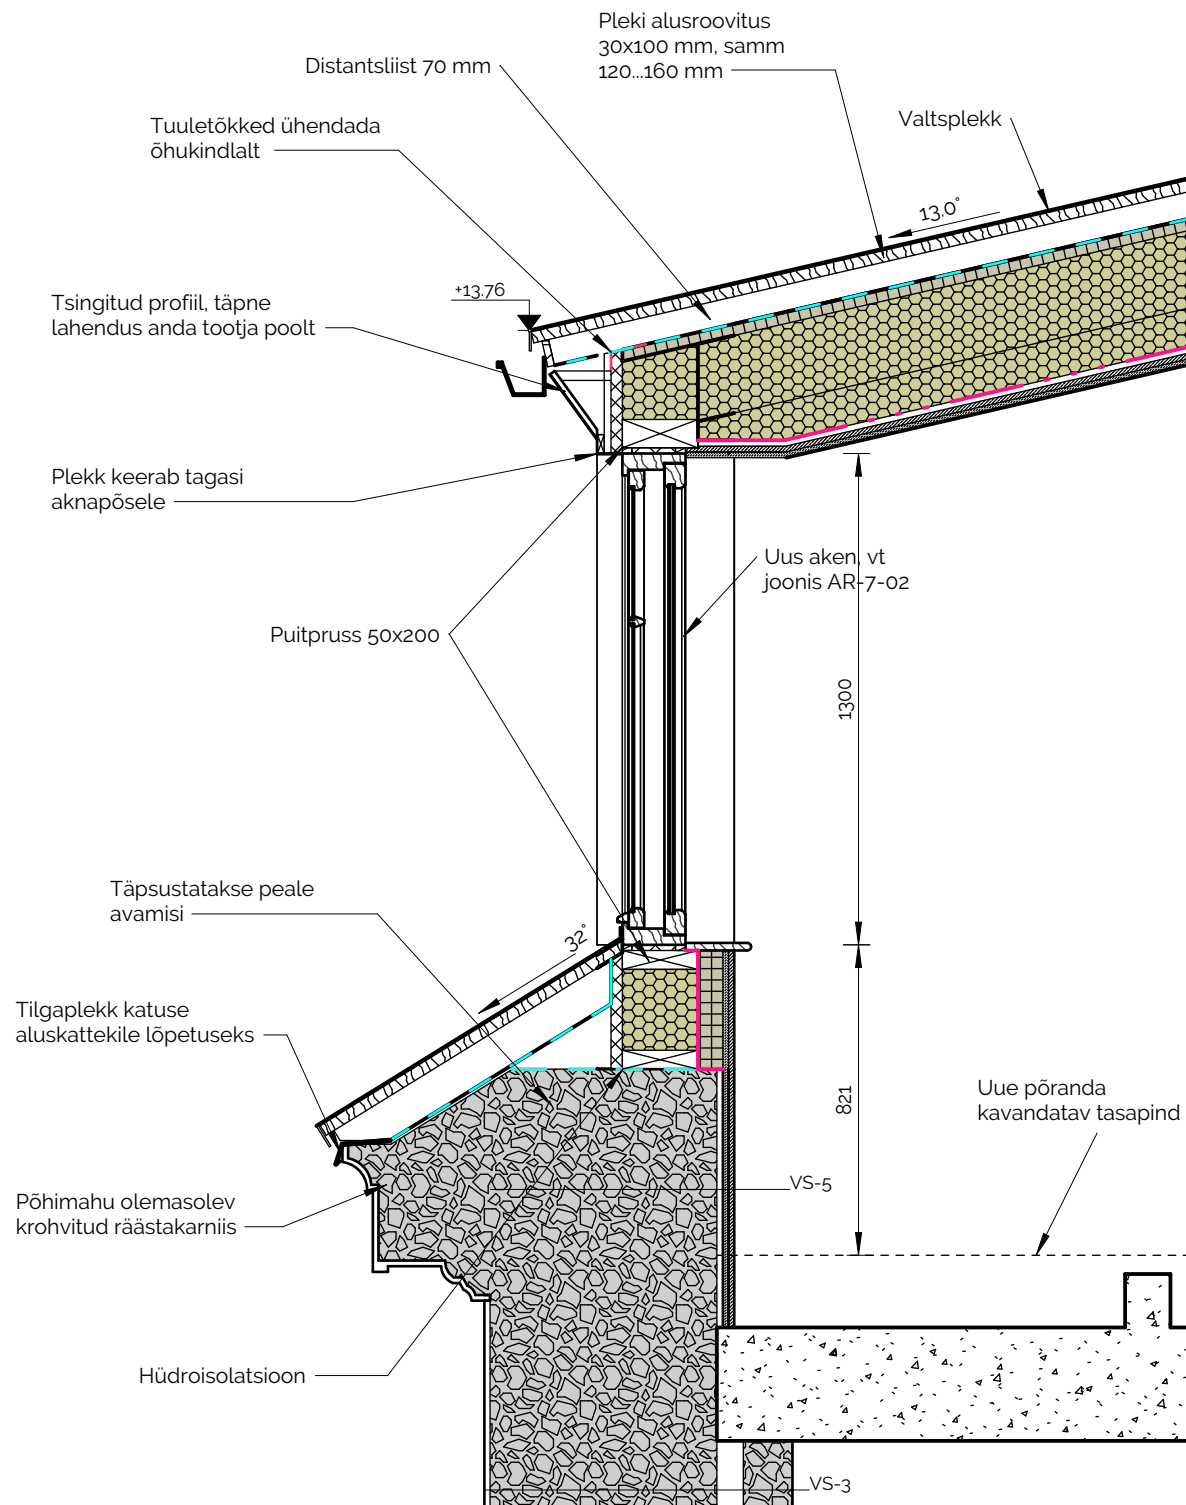 Pleki alusroovitus
30x100 mm, samm
120...160 mm
Distantsliist 70 mm
Valtsplekk
Tuuletõkked ühendada
õhukindlalt
13.0°
+13.76
Tsingitud profiil, täpne
lahendus anda tootja poolt
Plekk keerab tagasi
aknapõsele
Uus aken, vt
joonis AR-7-02
Puitpruss 50x200
1300
Täpsustatakse peale
avamisi
32°
Tilgaplekk katuse
aluskattekile lõpetuseks
821
Uue põranda
kavandatav tasapind
VS-5
Põhimahu olemasolev
krohvitud räästakarniis
Hüdroisolatsioon
VS-3